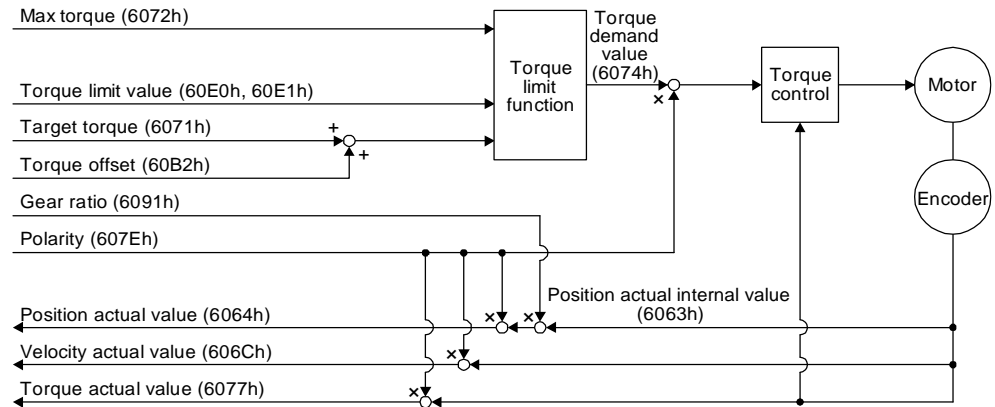 Max torque (6072h)
Torque
demand
value
(6074h)
Torque
limit
function
Torque
control
Motor
Torque limit value (60E0h, 60E1h)
×
Target torque (6071h)
+
+
Torque offset (60B2h)
Encoder
Gear ratio (6091h)
Polarity (607Eh)
Position actual internal value
(6063h)
Position actual value (6064h)
×
×
Velocity actual value (606Ch)
×
Torque actual value (6077h)
×